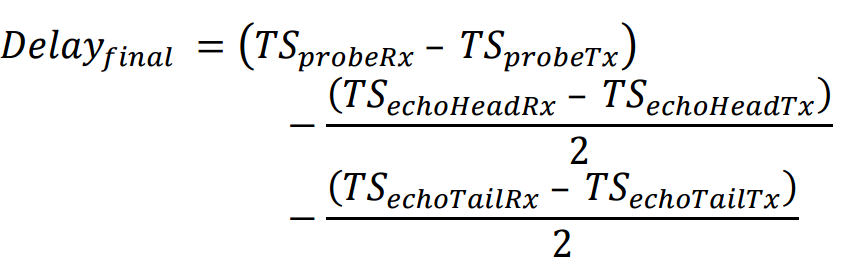 Delay_final = (TS_probeRx – TS_probeTx)
– (TS_echoHeadRx – TS_echoHeadTx) / 2
– (TS_echoTailRx – TS_echoTailTx) / 2